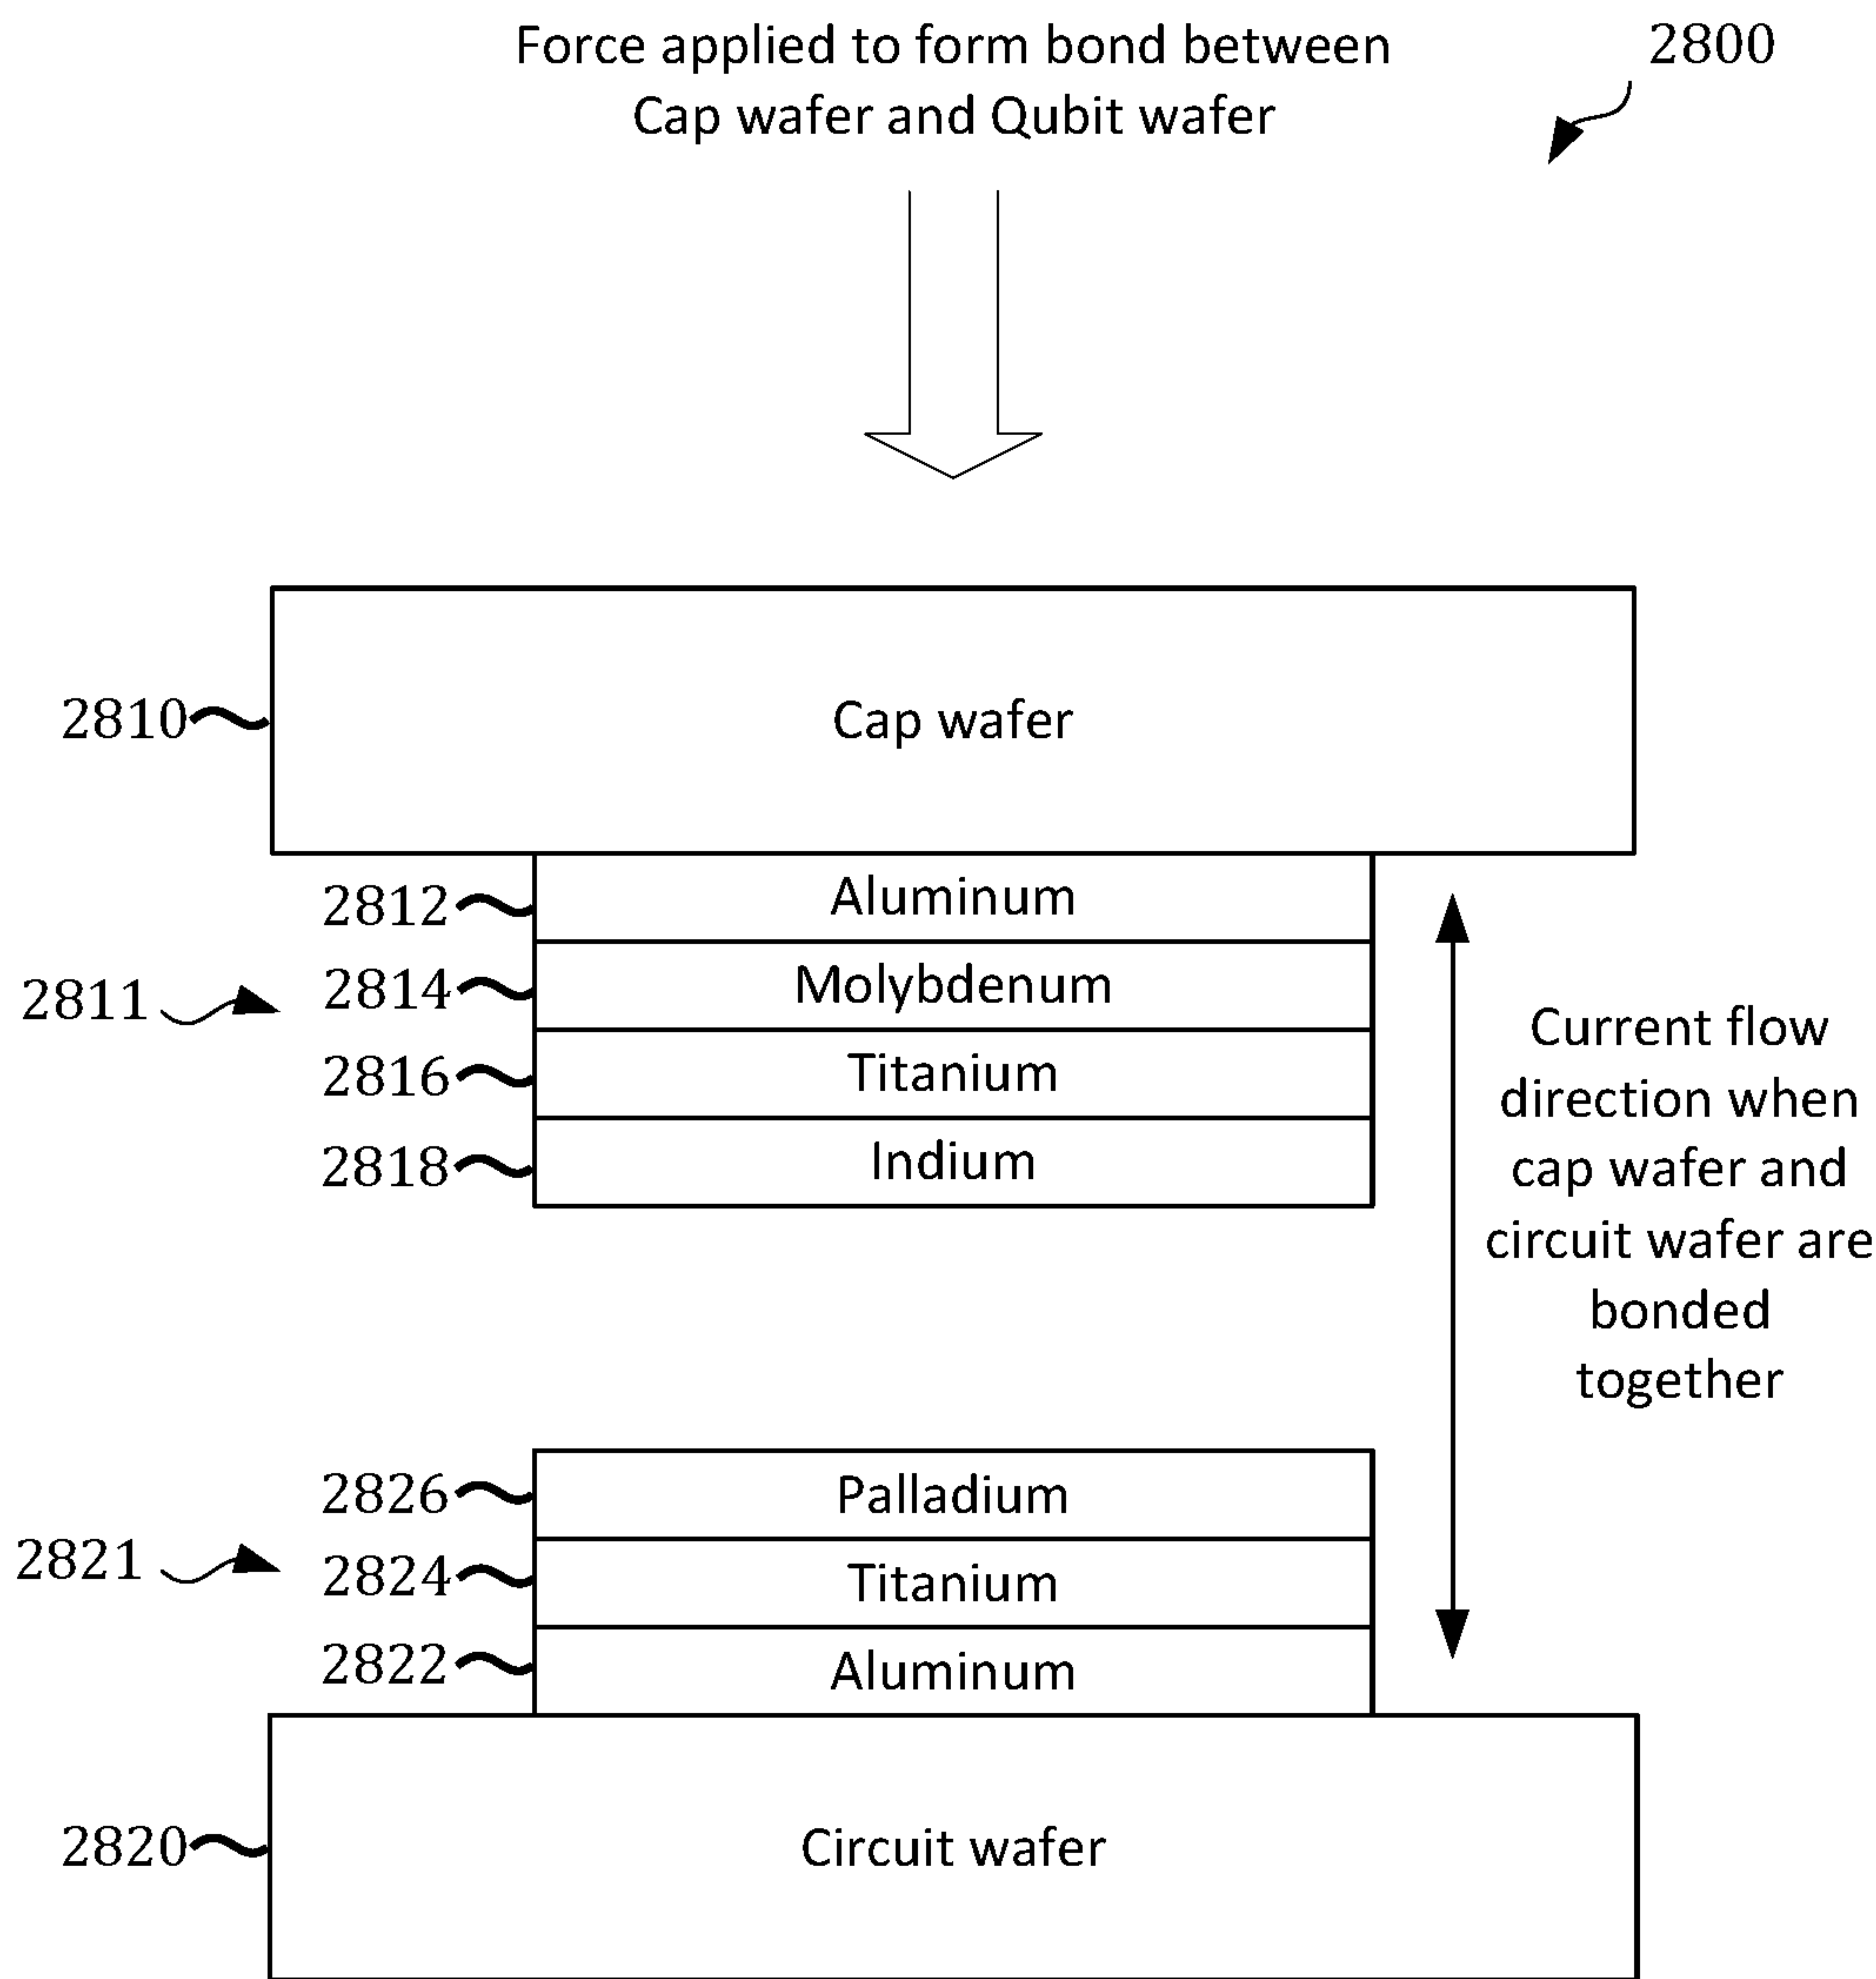 Force applied to form bond between
Cap wafer and Qubit wafer
2800
2810
Cap wafer
2812
Aluminum
2811
2814
Molybdenum
2816
Titanium
2818
Indium
Current flow
direction when
cap wafer and
circuit wafer are
bonded
together
2826
Palladium
2821
2824
Titanium
2822
Aluminum
2820
Circuit wafer